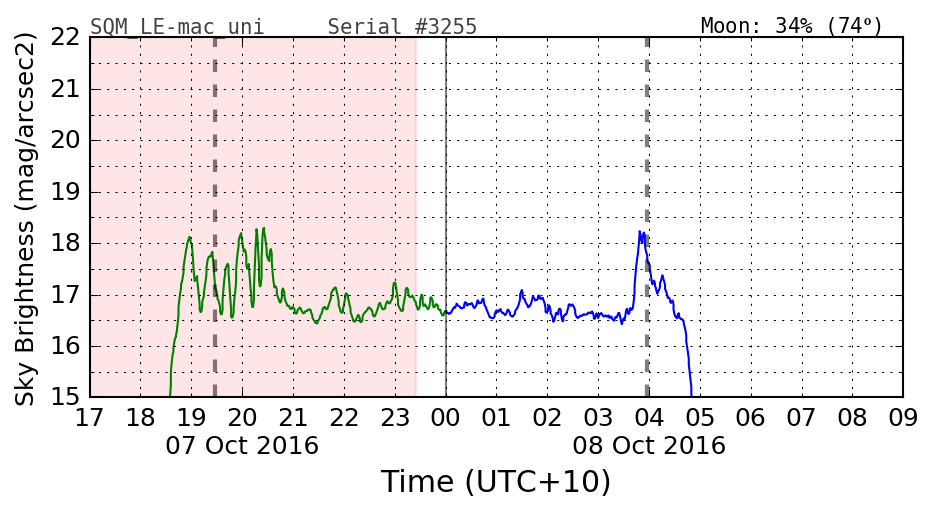 SQM_LE-mac_uni Serial #3255 Moon: 34% (74°)
Sky Brightness (mag/arcsec2)
22
21
20
19
18
17
16
15
17 18 19 20 21 22 23 00 01 02 03 04 05 06 07 08 09
07 Oct 2016 08 Oct 2016
Time (UTC+10)